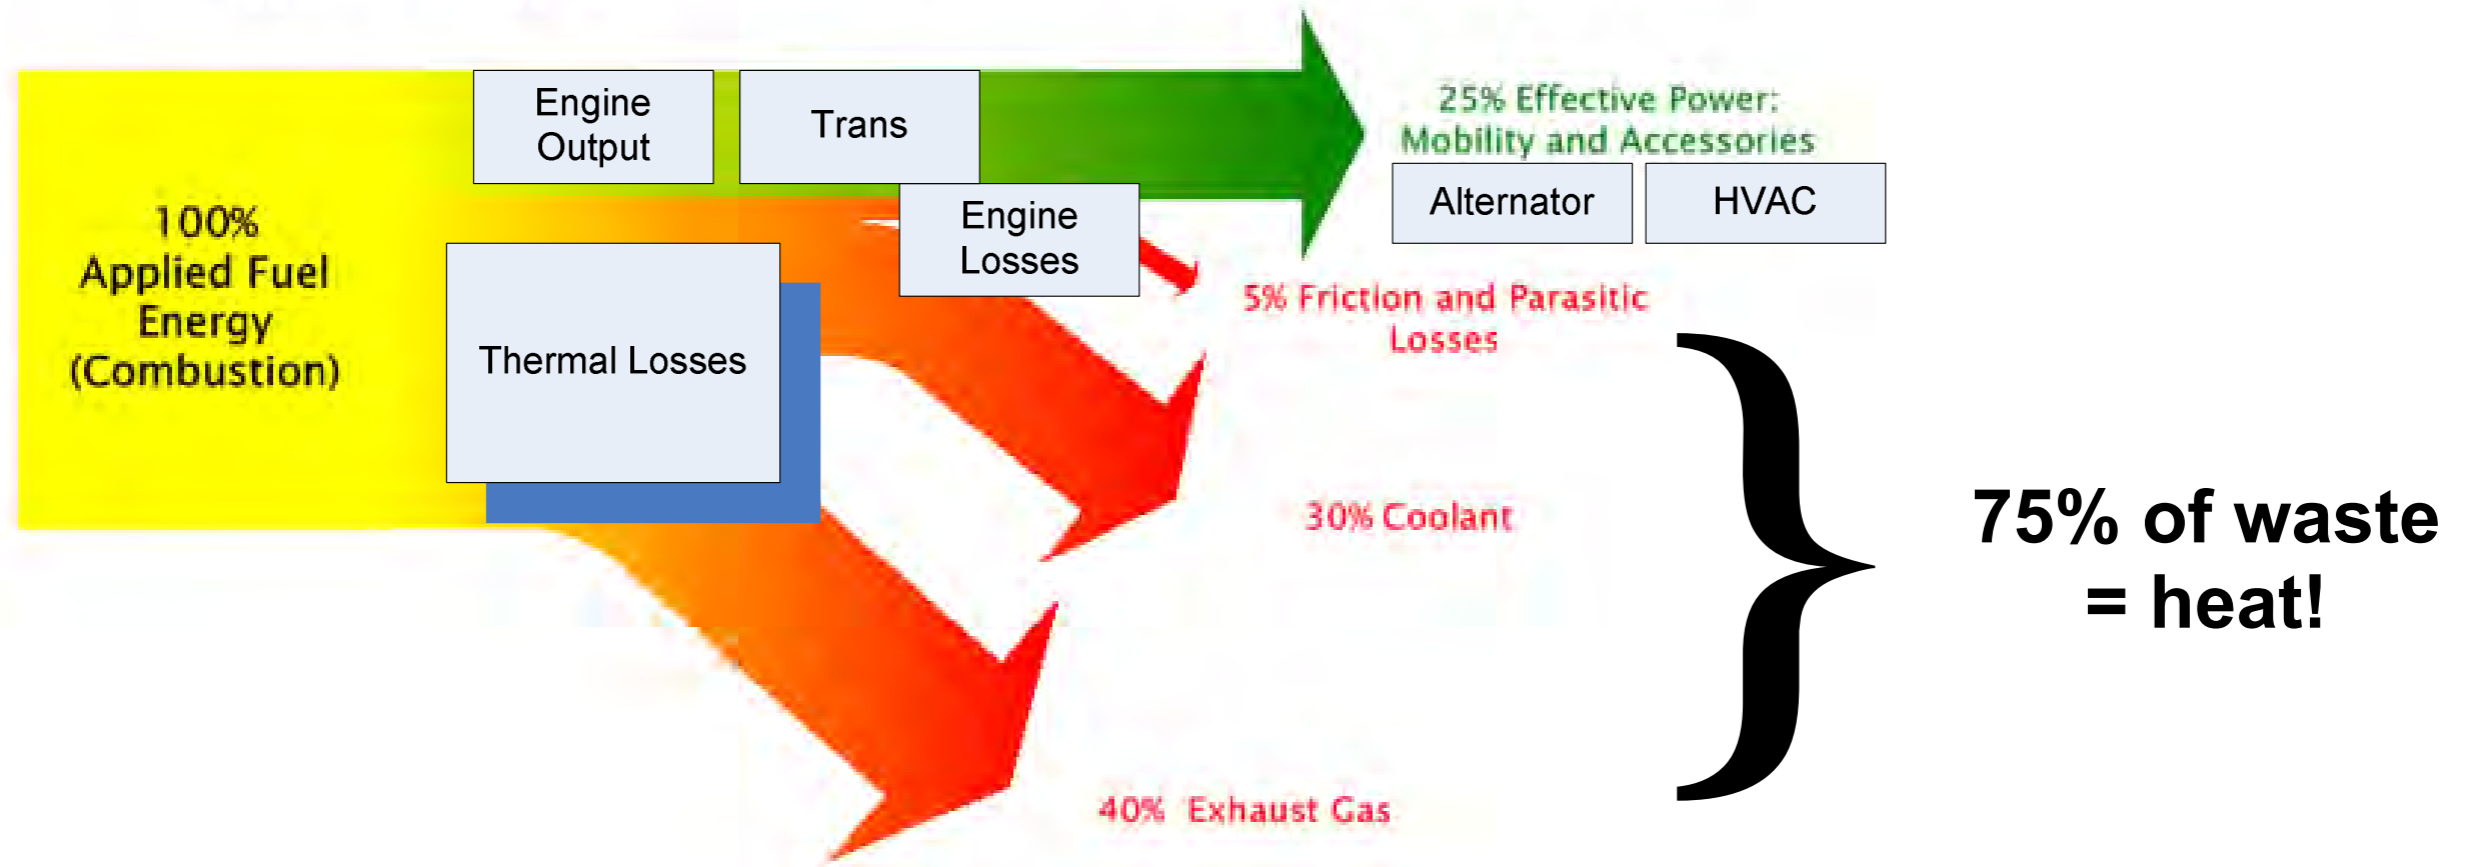 100%
Applied Fuel
Energy
(Combustion)
Engine
Output
Trans
Engine
Losses
Thermal Losses
25% Effective Power:
Mobility and Accessories
Alternator
HVAC
5% Friction and Parasitic
Losses
30% Coolant
40% Exhaust Gas
75% of waste
= heat!